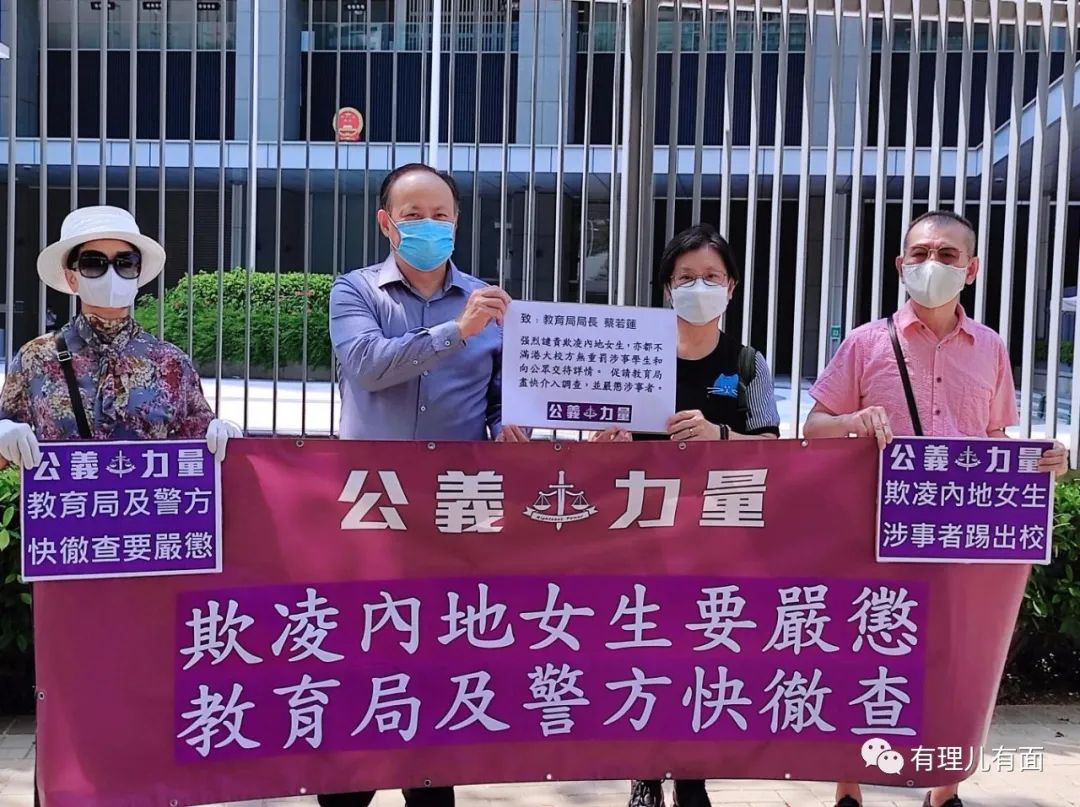 致：教育局局長 蔡若蓮
強烈譴責欺凌內地女生，亦都不
滿港大校方無重罰涉事學生和
向公眾交待詳情。 促請教育局
盡快介入調查，並嚴懲涉事者。
公義力量
公義力量
教育局及警方
快徹查要嚴懲
公義力量
欺凌內地女生
涉事者踢出校
公義力量
Righteous Power
欺凌內地女生要嚴懲
教育局及警方快徹查
有理儿有面